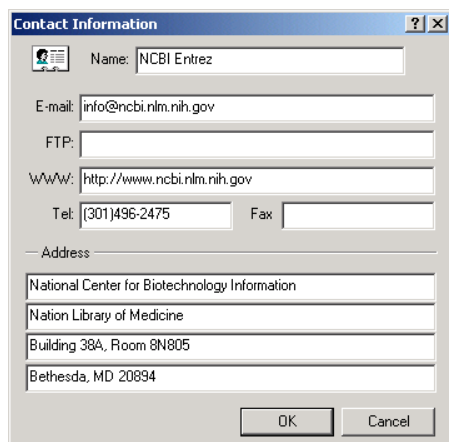 Contact Information
Name: NCBI Entrez
E-mail: info@ncbi.nlm.nih.gov
FTP:
WWW: http://www.ncbi.nlm.nih.gov
Tel: (301)496-2475 Fax
Address
National Center for Biotechnology Information
Nation Library of Medicine
Building 38A, Room 8N805
Bethesda, MD 20894
OK Cancel